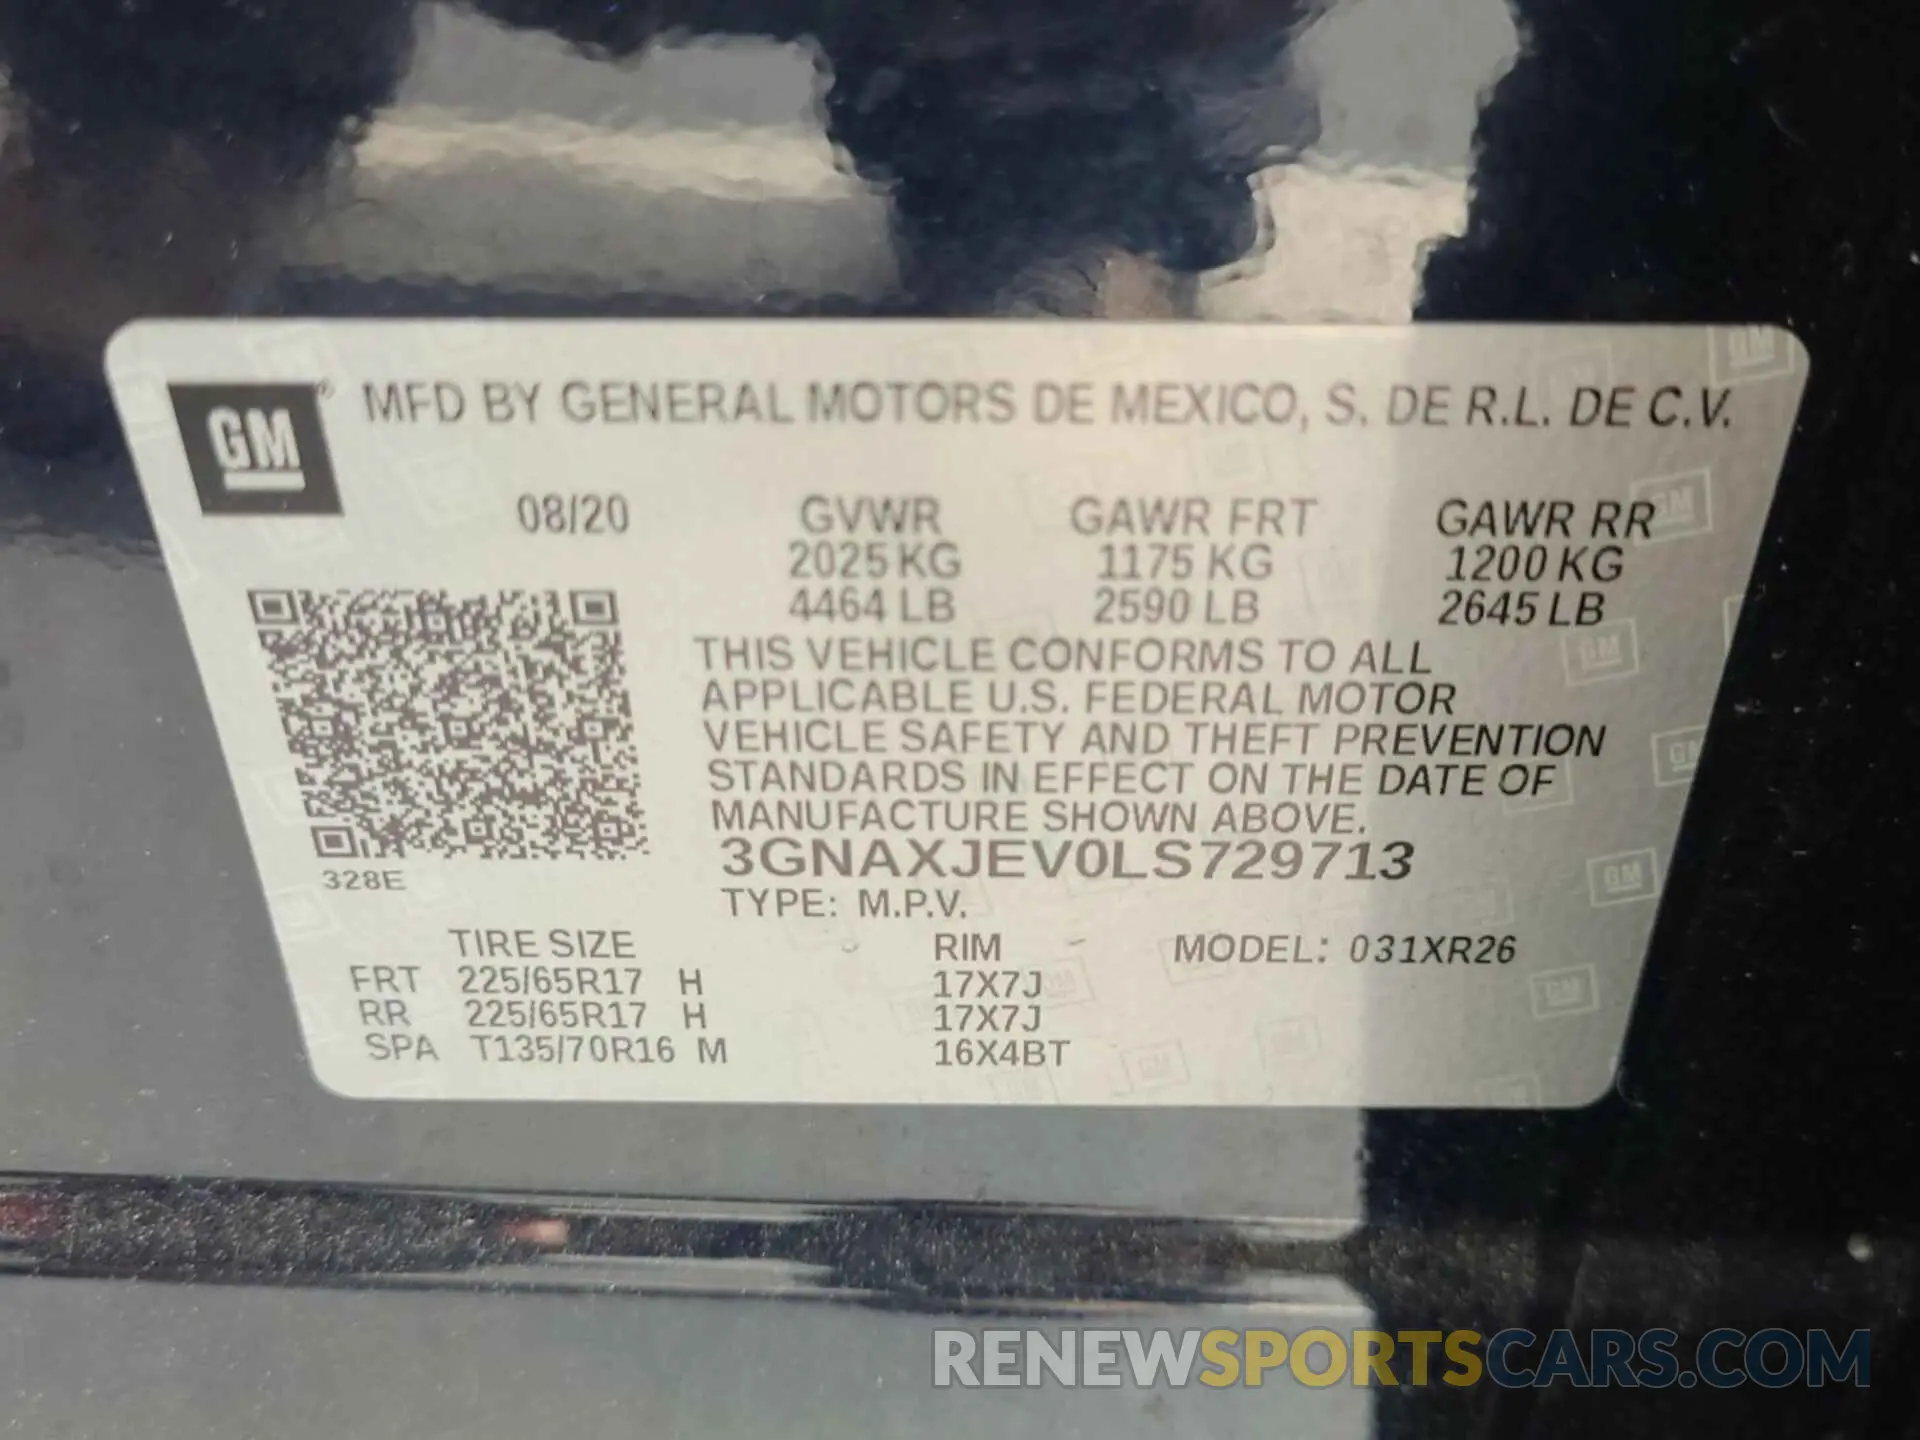 GM® MFD BY GENERAL MOTORS DE MEXICO, S. DE R.L. DE C.V.
08/20 GVWR GAWR FRT GAWR RR
2025 KG 1175 KG 1200 KG
4464 LB 2590 LB 2645 LB
THIS VEHICLE CONFORMS TO ALL
APPLICABLE U.S. FEDERAL MOTOR
VEHICLE SAFETY AND THEFT PREVENTION
STANDARDS IN EFFECT ON THE DATE OF
MANUFACTURE SHOWN ABOVE.
3GNAXJEV0LS729713
328E
TYPE: M.P.V.
TIRE SIZE RIM MODEL: 031XR26
FRT 225/65R17 H 17X7J
RR 225/65R17 H 17X7J
SPA T135/70R16 M 16X4BT
RENEWSPORTSCARS.COM